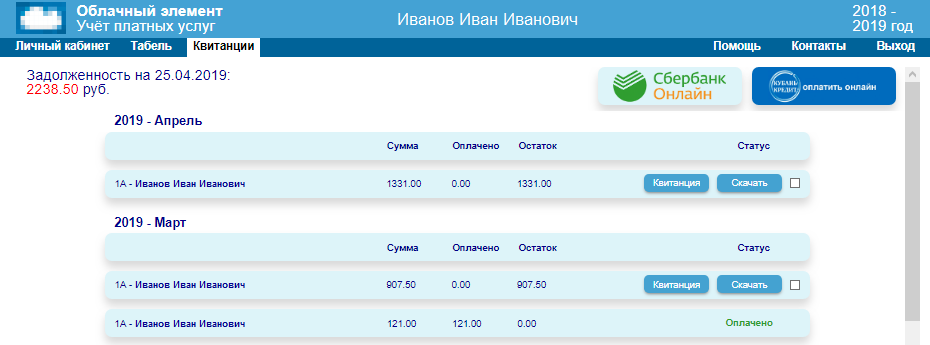 Облачный элемент
Учёт платных услуг
Иванов Иван Иванович
2018 -
2019 год
Личный кабинет Табель Квитанции Помощь Контакты Выход
Задолженность на 25.04.2019:
2238.50 руб.
Сбербанк
Онлайн
КУБАНЬ
КРЕДИТ
оплатить онлайн
2019 - Апрель
Сумма Оплачено Остаток Статус
1А - Иванов Иван Иванович 1331.00 0.00 1331.00 Квитанция Скачать
2019 - Март
Сумма Оплачено Остаток Статус
1А - Иванов Иван Иванович 907.50 0.00 907.50 Квитанция Скачать
1А - Иванов Иван Иванович 121.00 121.00 0.00 Оплачено